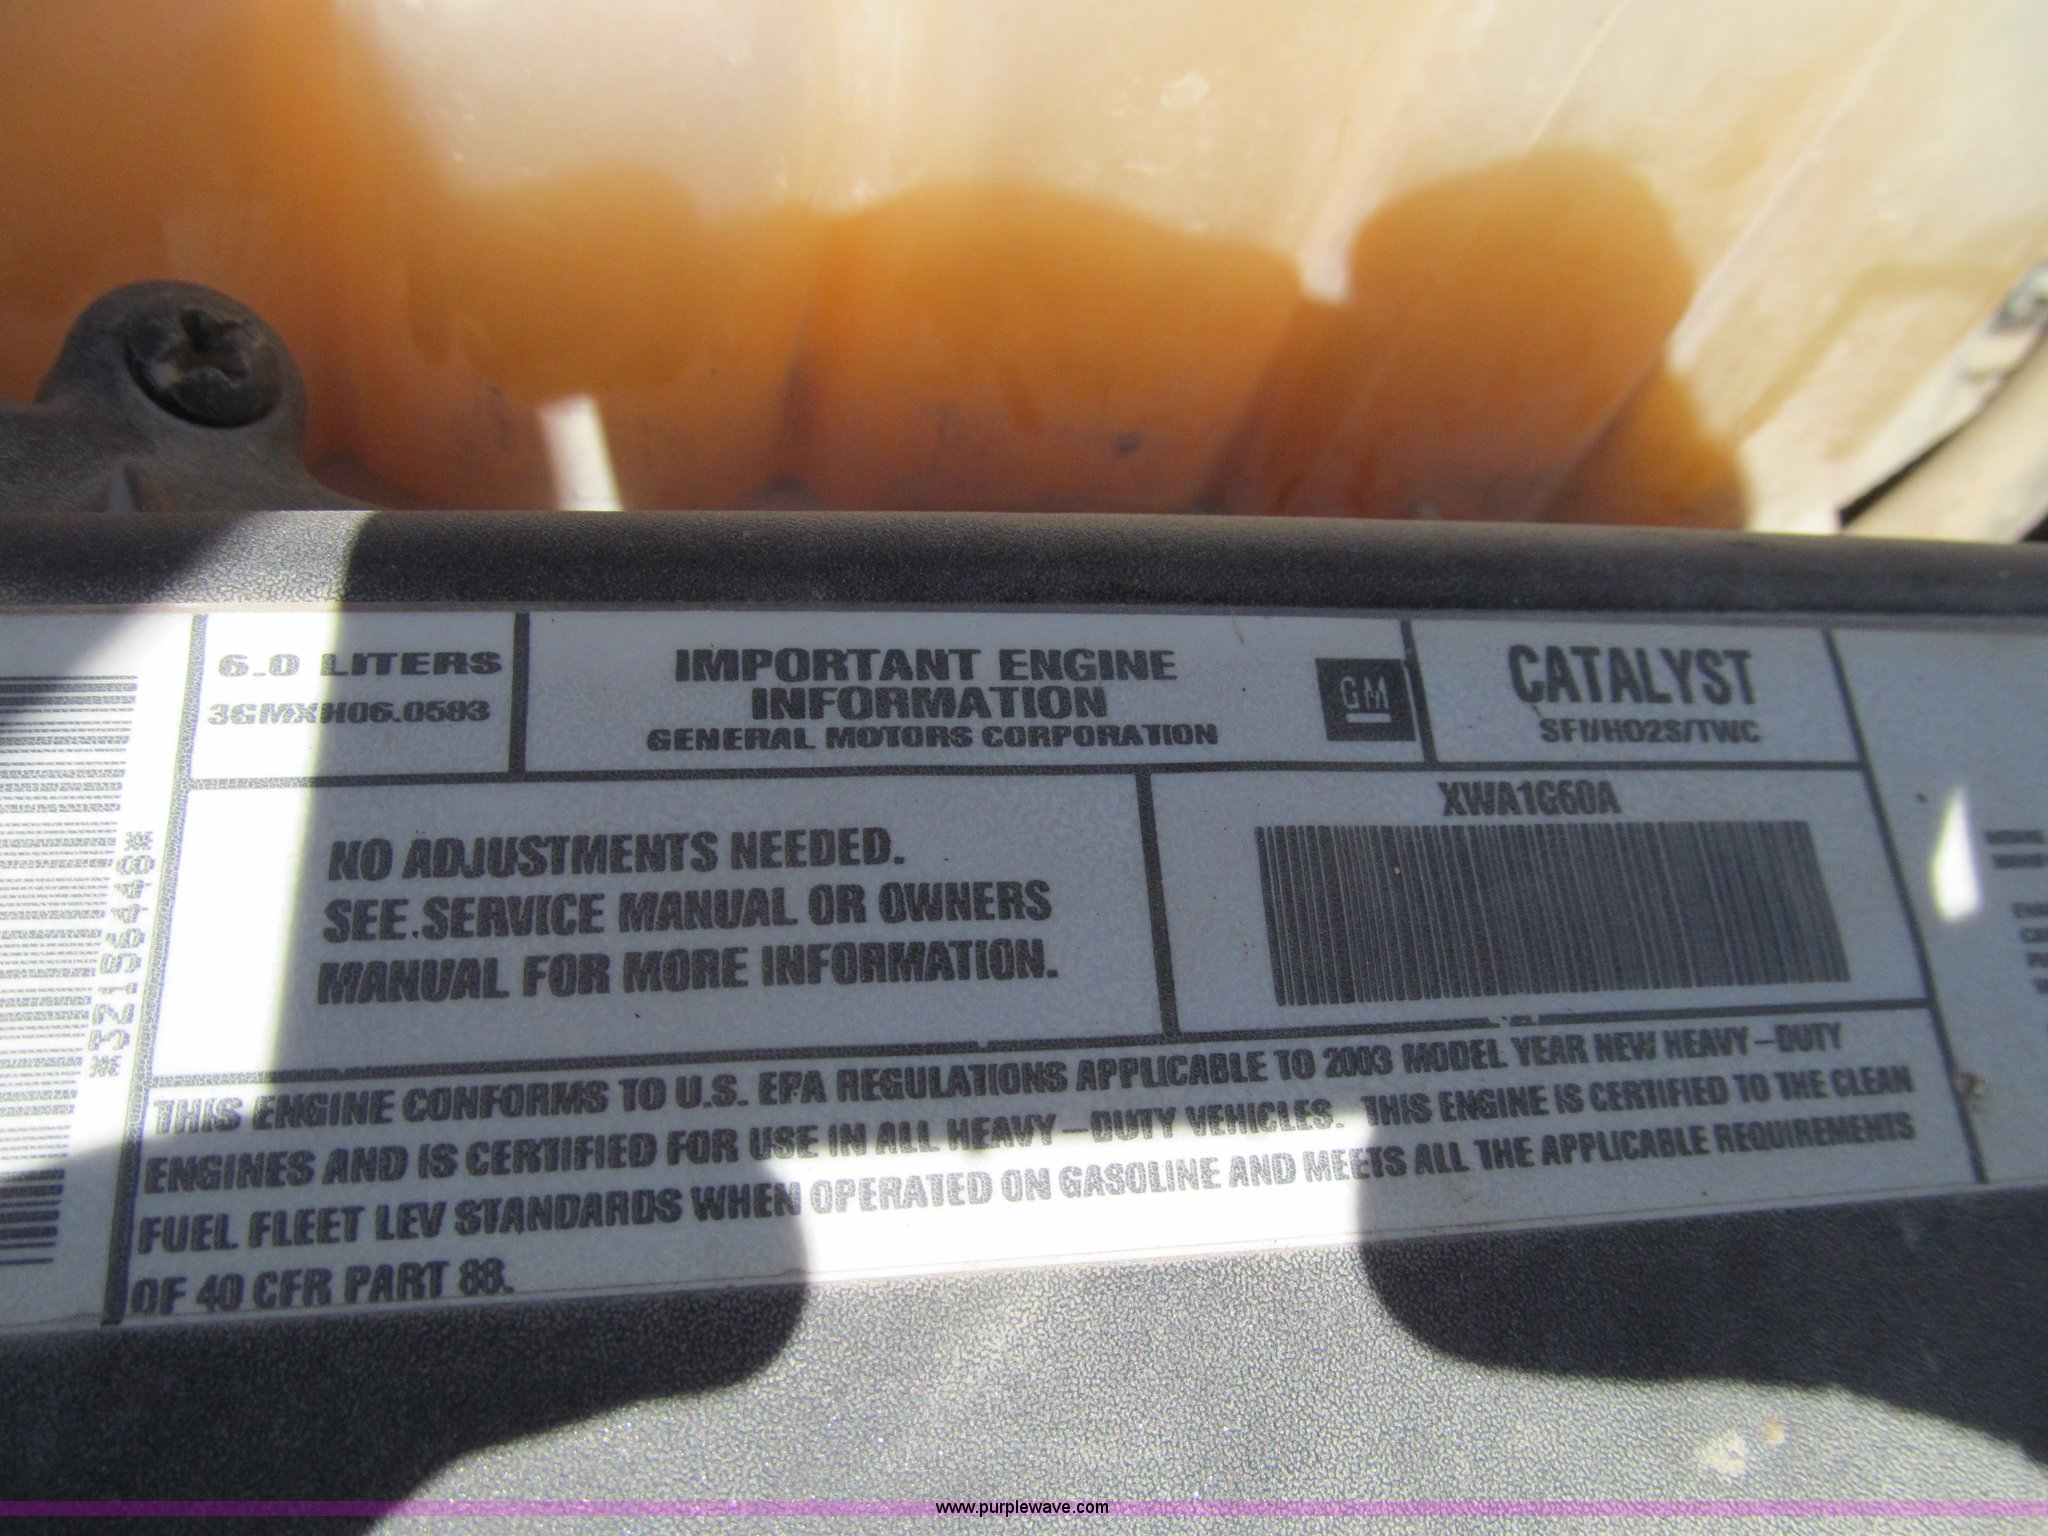 6.0 LITERS
3GMXH06.0583
IMPORTANT ENGINE
INFORMATION
GENERAL MOTORS CORPORATION
GM
CATALYST
SFI/HO2S/TWC
NO ADJUSTMENTS NEEDED.
SEE SERVICE MANUAL OR OWNERS
MANUAL FOR MORE INFORMATION.
XWA1G60A
*32156448*
THIS ENGINE CONFORMS TO U.S. EPA REGULATIONS APPLICABLE TO 2003 MODEL YEAR NEW HEAVY-DUTY
ENGINES AND IS CERTIFIED FOR USE IN ALL HEAVY-DUTY VEHICLES. THIS ENGINE IS CERTIFIED TO THE CLEAN
FUEL FLEET LEV STANDARDS WHEN OPERATED ON GASOLINE AND MEETS ALL THE APPLICABLE REQUIREMENTS
OF 40 CFR PART 88.
www.purplewave.com